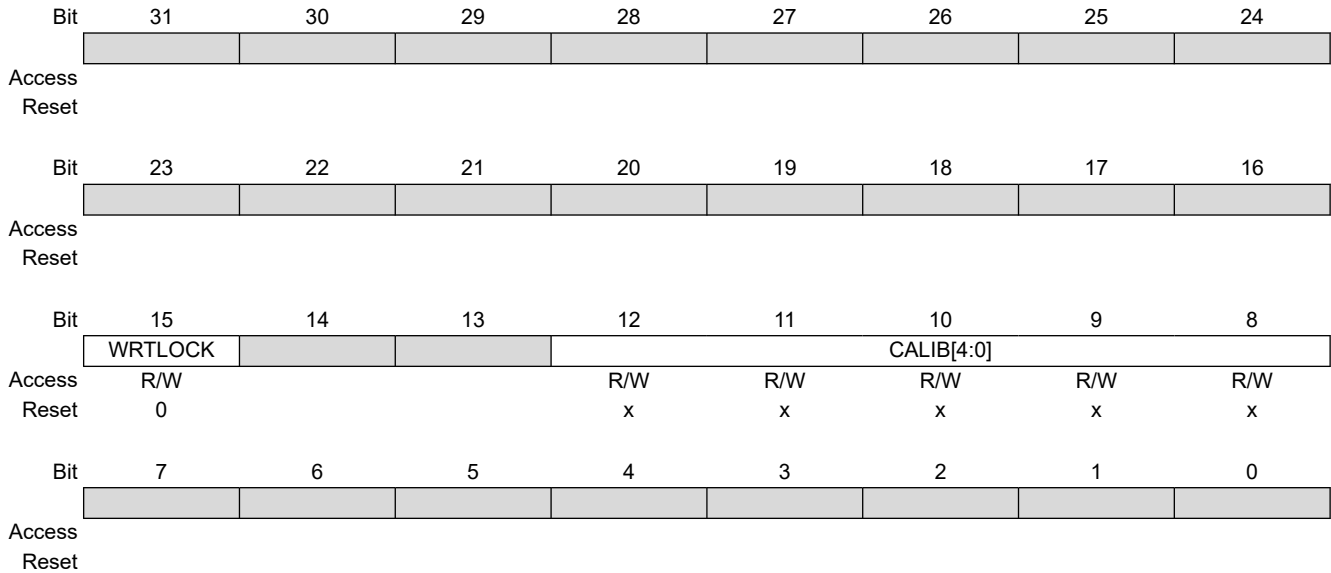 Bit 31 30 29 28 27 26 25 24
Access
Reset
Bit 23 22 21 20 19 18 17 16
Access
Reset
Bit 15 14 13 12 11 10 9 8
WRTLOCK CALIB[4:0]
Access R/W R/W R/W R/W R/W R/W
Reset 0 x x x x x
Bit 7 6 5 4 3 2 1 0
Access
Reset